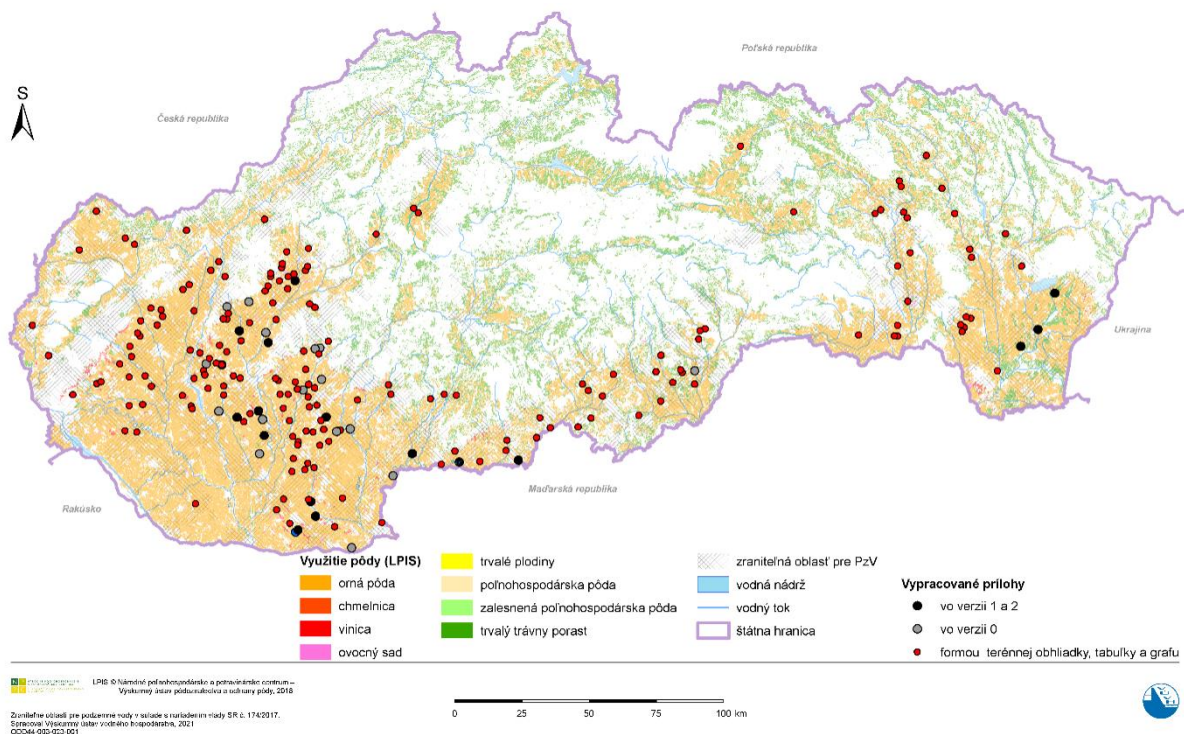 Poľská republika
S
Česká republika
Ukrajina
Maďarská republika
Rakúsko
Využitie pôdy (LPIS)
orná pôda
chmelnica
vinica
ovocný sad
trvalé plodiny
poľnohospodárska pôda
zalesnená poľnohospodárska pôda
trvalý trávny porast
zraniteľná oblasť pre PzV
vodná nádrž
vodný tok
štátna hranica
Vypracované prílohy
vo verzii 1 a 2
vo verzii 0
formou terénnej obhliadky, tabuľky a grafu
LPIS © Národné poľnohospodárske a potravinárske centrum –
Výskumný ústav pôdoznalectva a ochrany pôdy, 2018
Zraniteľné oblasti pre podzemné vody v súlade s nariadením vlády SR č. 174/2017.
Spracoval Výskumný ústav vodného hospodárstva, 2021
0 25 50 75 100 km